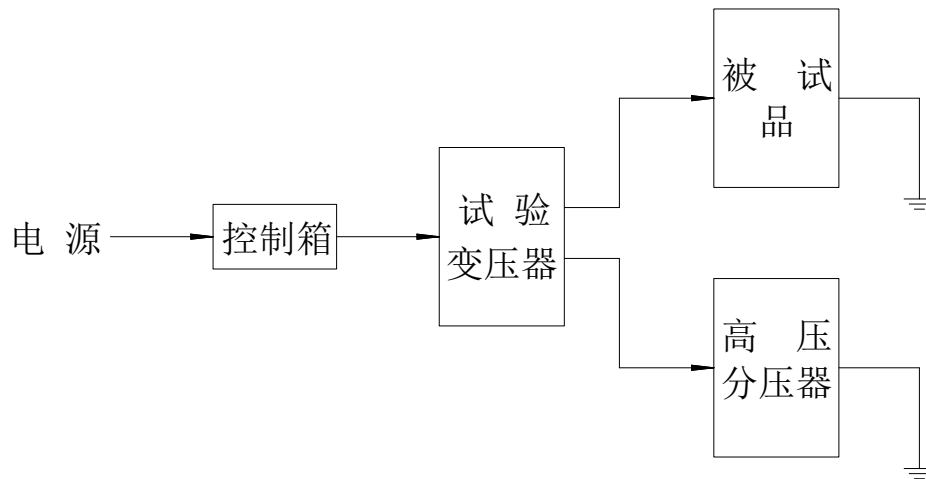 电 源
控制箱
试 验
变压器
被 试
品
高 压
分压器